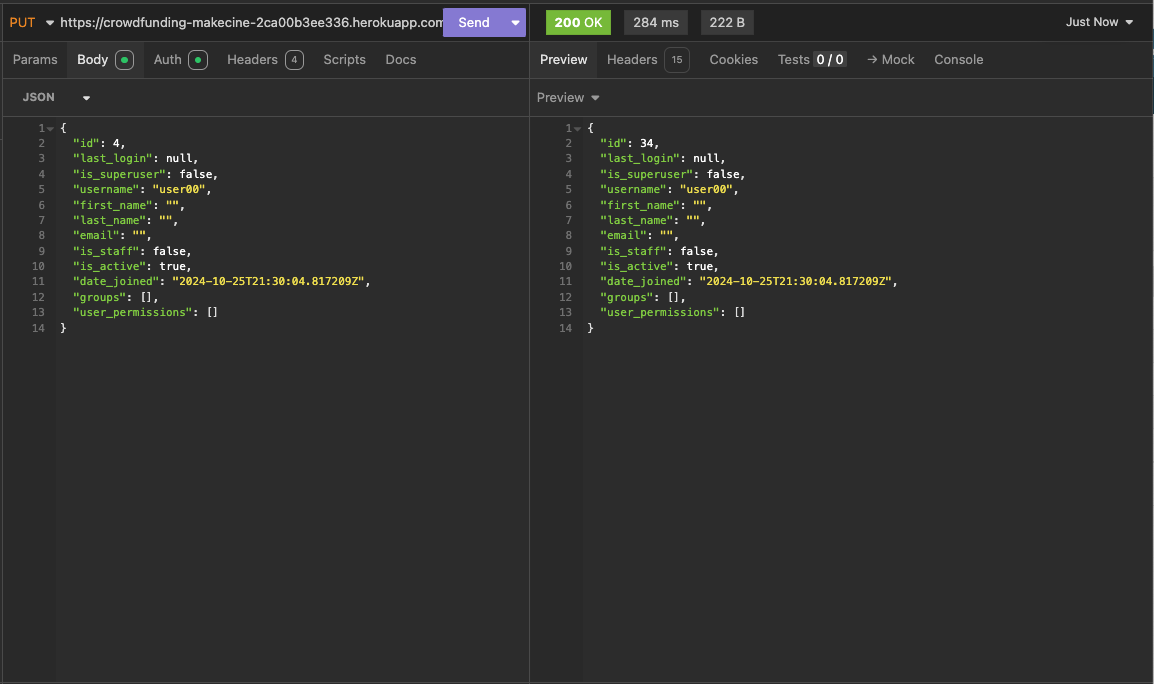 PUT https://crowdfunding-makecine-2ca00b3ee336.herokuapp.com Send 200 OK 284 ms 222 B Just Now
Params Body Auth Headers 4 Scripts Docs Preview Headers 15 Cookies Tests 0 / 0 → Mock Console
JSON Preview
1 {
2 "id": 4,
3 "last_login": null,
4 "is_superuser": false,
5 "username": "user00",
6 "first_name": "",
7 "last_name": "",
8 "email": "",
9 "is_staff": false,
10 "is_active": true,
11 "date_joined": "2024-10-25T21:30:04.817209Z",
12 "groups": [],
13 "user_permissions": []
14 }
1 {
2 "id": 34,
3 "last_login": null,
4 "is_superuser": false,
5 "username": "user00",
6 "first_name": "",
7 "last_name": "",
8 "email": "",
9 "is_staff": false,
10 "is_active": true,
11 "date_joined": "2024-10-25T21:30:04.817209Z",
12 "groups": [],
13 "user_permissions": []
14 }